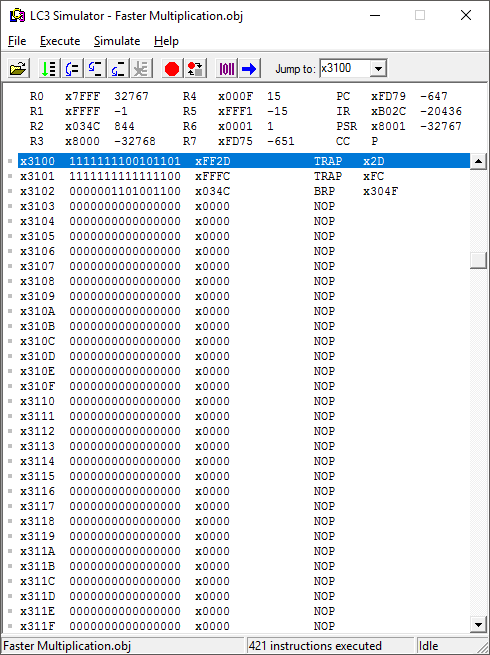 LC3 Simulator - Faster Multiplication.obj
File Execute Simulate Help
Jump to: x3100
R0 x7FFF 32767 R4 x000F 15 PC xFD79 -647
R1 xFFFF -1 R5 xFFF1 -15 IR xB02C -20436
R2 x034C 844 R6 x0001 1 PSR x8001 -32767
R3 x8000 -32768 R7 xFD75 -651 CC P
x3100 1111111100101101 xFF2D TRAP x2D
x3101 1111111111111100 xFFFC TRAP xFC
x3102 0000001101001100 x034C BRP x304F
x3103 0000000000000000 x0000 NOP
x3104 0000000000000000 x0000 NOP
x3105 0000000000000000 x0000 NOP
x3106 0000000000000000 x0000 NOP
x3107 0000000000000000 x0000 NOP
x3108 0000000000000000 x0000 NOP
x3109 0000000000000000 x0000 NOP
x310A 0000000000000000 x0000 NOP
x310B 0000000000000000 x0000 NOP
x310C 0000000000000000 x0000 NOP
x310D 0000000000000000 x0000 NOP
x310E 0000000000000000 x0000 NOP
x310F 0000000000000000 x0000 NOP
x3110 0000000000000000 x0000 NOP
x3111 0000000000000000 x0000 NOP
x3112 0000000000000000 x0000 NOP
x3113 0000000000000000 x0000 NOP
x3114 0000000000000000 x0000 NOP
x3115 0000000000000000 x0000 NOP
x3116 0000000000000000 x0000 NOP
x3117 0000000000000000 x0000 NOP
x3118 0000000000000000 x0000 NOP
x3119 0000000000000000 x0000 NOP
x311A 0000000000000000 x0000 NOP
x311B 0000000000000000 x0000 NOP
x311C 0000000000000000 x0000 NOP
x311D 0000000000000000 x0000 NOP
x311E 0000000000000000 x0000 NOP
x311F 0000000000000000 x0000 NOP
Faster Multiplication.obj 421 instructions executed Idle